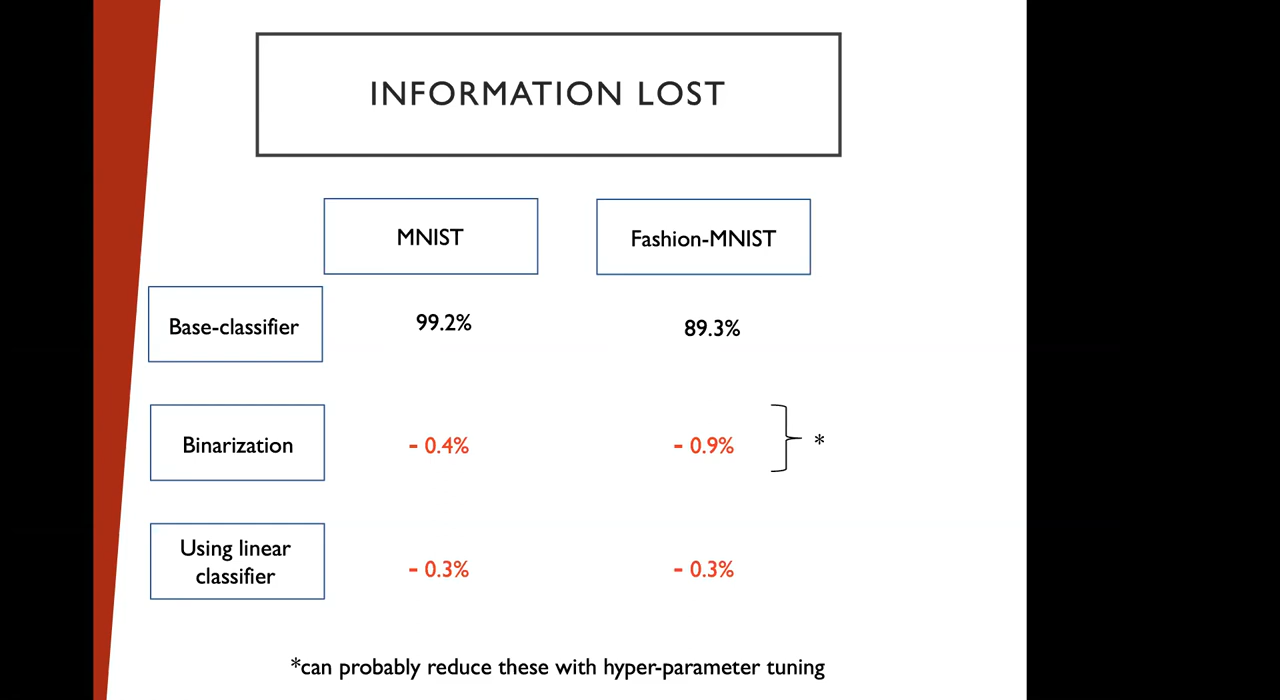 INFORMATION LOST
MNIST
Fashion-MNIST
Base-classifier
99.2%
89.3%
Binarization
- 0.4%
- 0.9%
*
Using linear
classifier
- 0.3%
- 0.3%
*can probably reduce these with hyper-parameter tuning